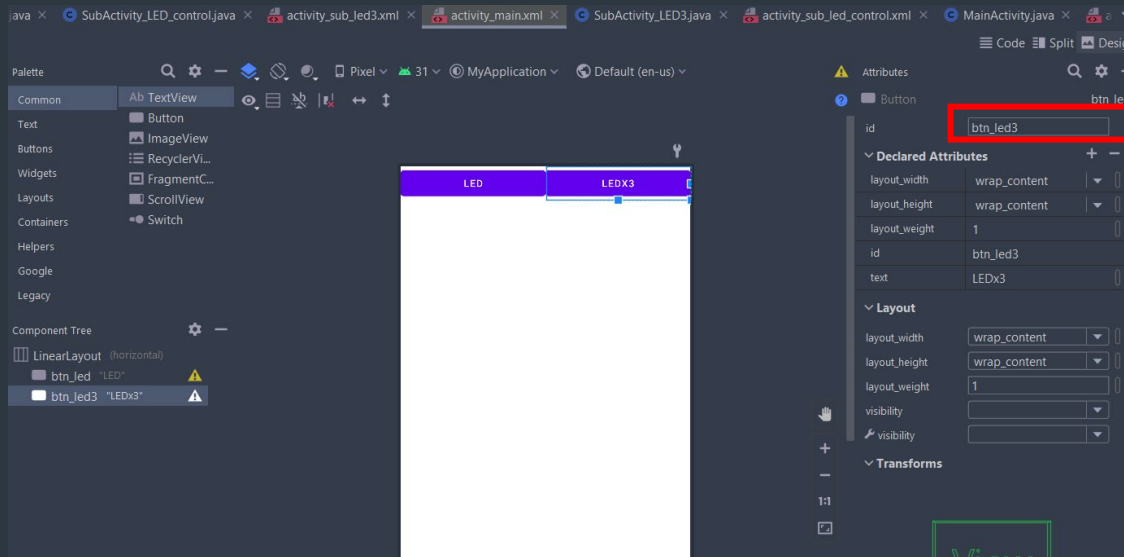 java SubActivity_LED_control.java activity_sub_led3.xml activity_main.xml SubActivity_LED3.java activity_sub_led_control.xml MainActivity.java a
Code Split Desi
Palette Pixel 31 MyApplication Default (en-us) Attributes
Common Ab TextView Button btn_le
Text Button
Buttons ImageView
Widgets RecyclerVi...
Layouts FragmentC...
Containers ScrollView
Helpers Switch
Google
Legacy
Component Tree
LinearLayout (horizontal)
btn_led "LED"
btn_led3 "LEDx3"
LED LEDX3
id btn_led3
Declared Attributes
layout_width wrap_content
layout_height wrap_content
layout_weight 1
id btn_led3
text LEDx3
Layout
layout_width wrap_content
layout_height wrap_content
layout_weight 1
visibility
visibility
Transforms
1:1